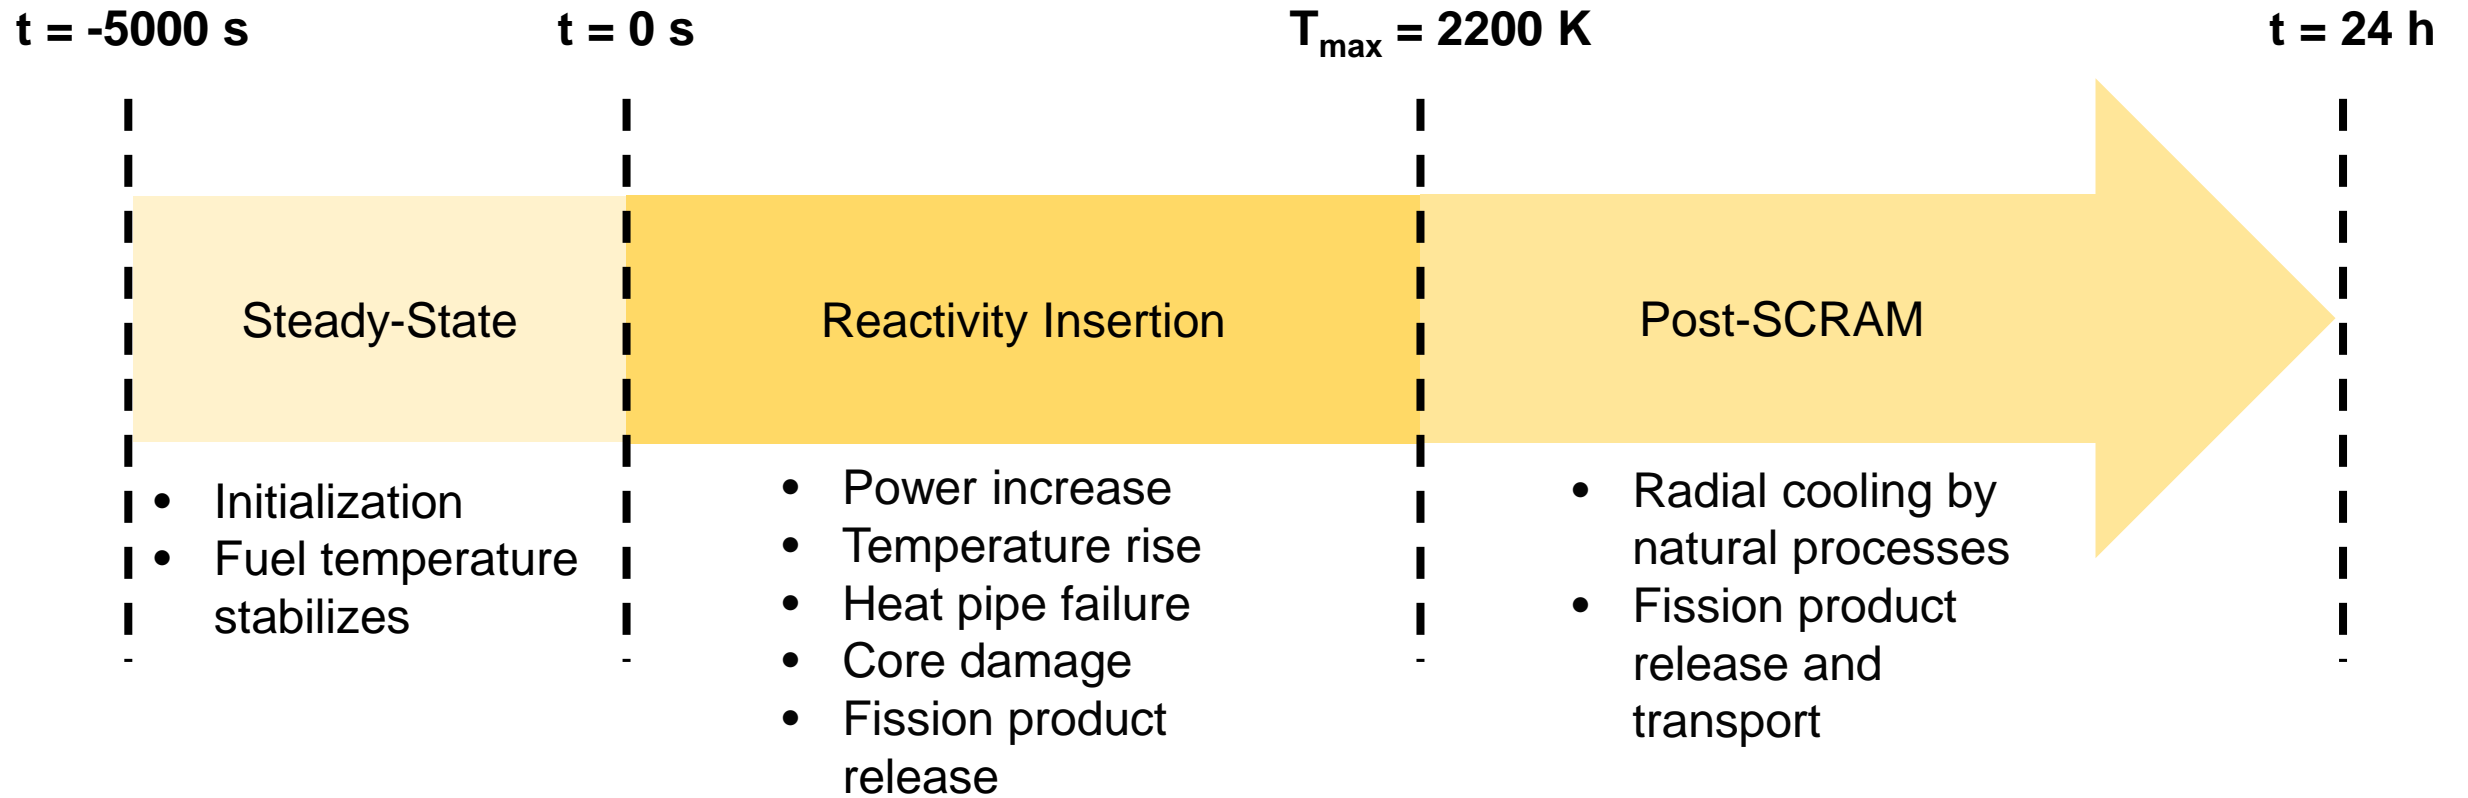 t = -5000 s
t = 0 s
Tmax = 2200 K
t = 24 h
Steady-State
Reactivity Insertion
Post-SCRAM
• Initialization
• Fuel temperature
stabilizes
• Power increase
• Temperature rise
• Heat pipe failure
• Core damage
• Fission product
release
• Radial cooling by
natural processes
• Fission product
release and
transport